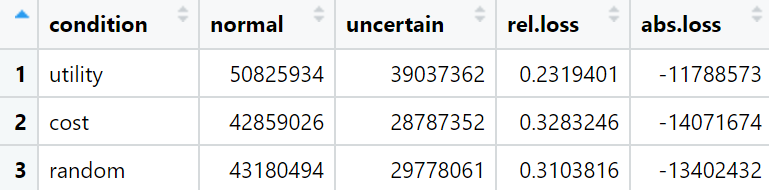 condition normal uncertain rel.loss abs.loss
1 utility 50825934 39037362 0.2319401 -11788573
2 cost 42859026 28787352 0.3283246 -14071674
3 random 43180494 29778061 0.3103816 -13402432